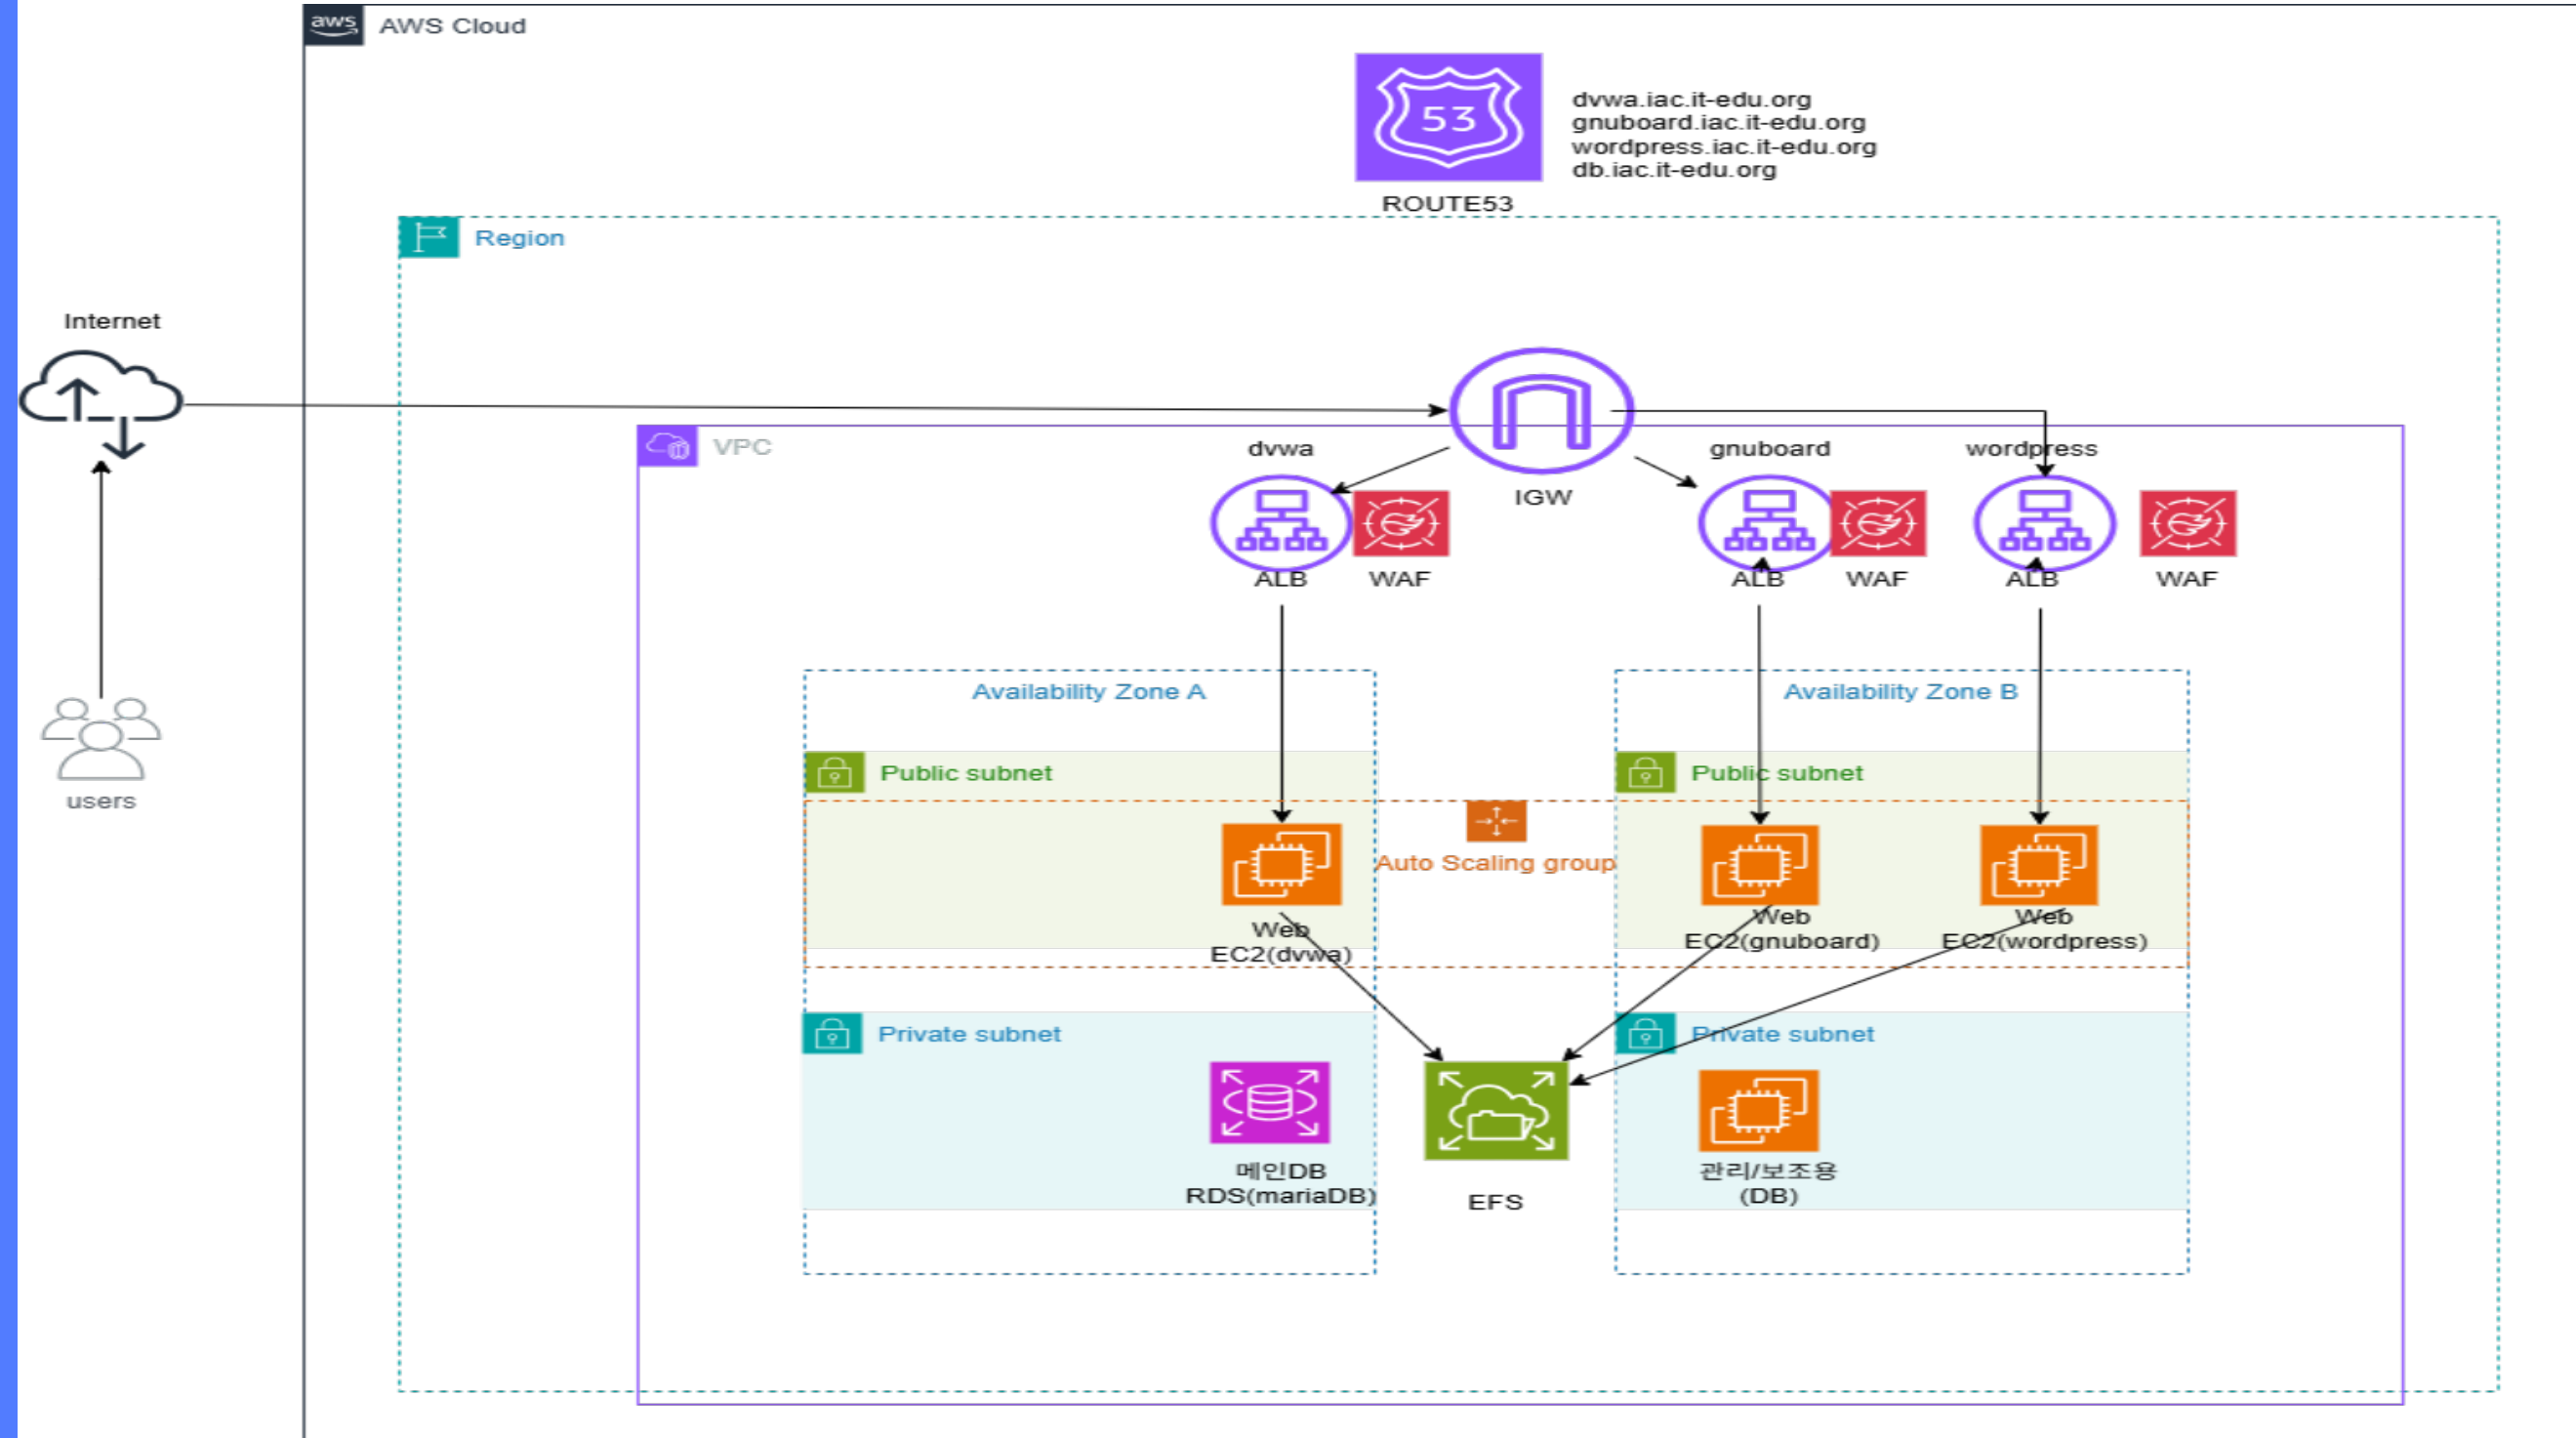 aws
AWS Cloud
53
dvwa.iac.it-edu.org
gnuboard.iac.it-edu.org
wordpress.iac.it-edu.org
db.iac.it-edu.org
ROUTE53
Region
Internet
VPC
dvwa
gnuboard
wordpress
IGW
ALB
WAF
ALB
WAF
ALB
WAF
Availability Zone A
Availability Zone B
Public subnet
Public subnet
users
Auto Scaling group
Web
EC2(dvwa)
Web
EC2(gnuboard)
Web
EC2(wordpress)
Private subnet
Private subnet
메인DB
RDS(mariaDB)
EFS
관리/보조용
(DB)